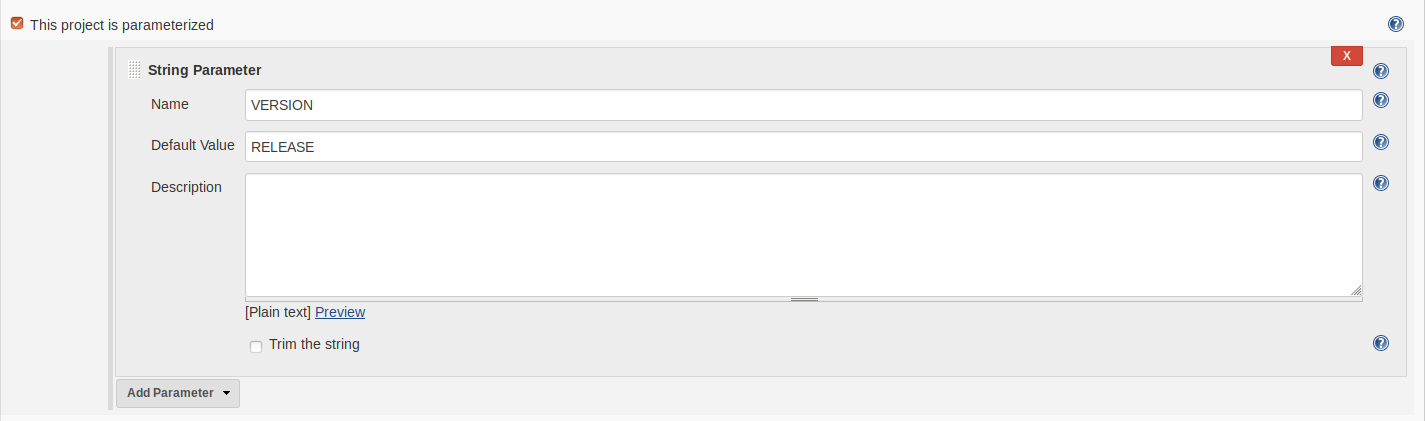 This project is parameterized
?
X
String Parameter
?
Name
VERSION
?
Default Value
RELEASE
?
Description
?
[Plain text] Preview
Trim the string
?
Add Parameter